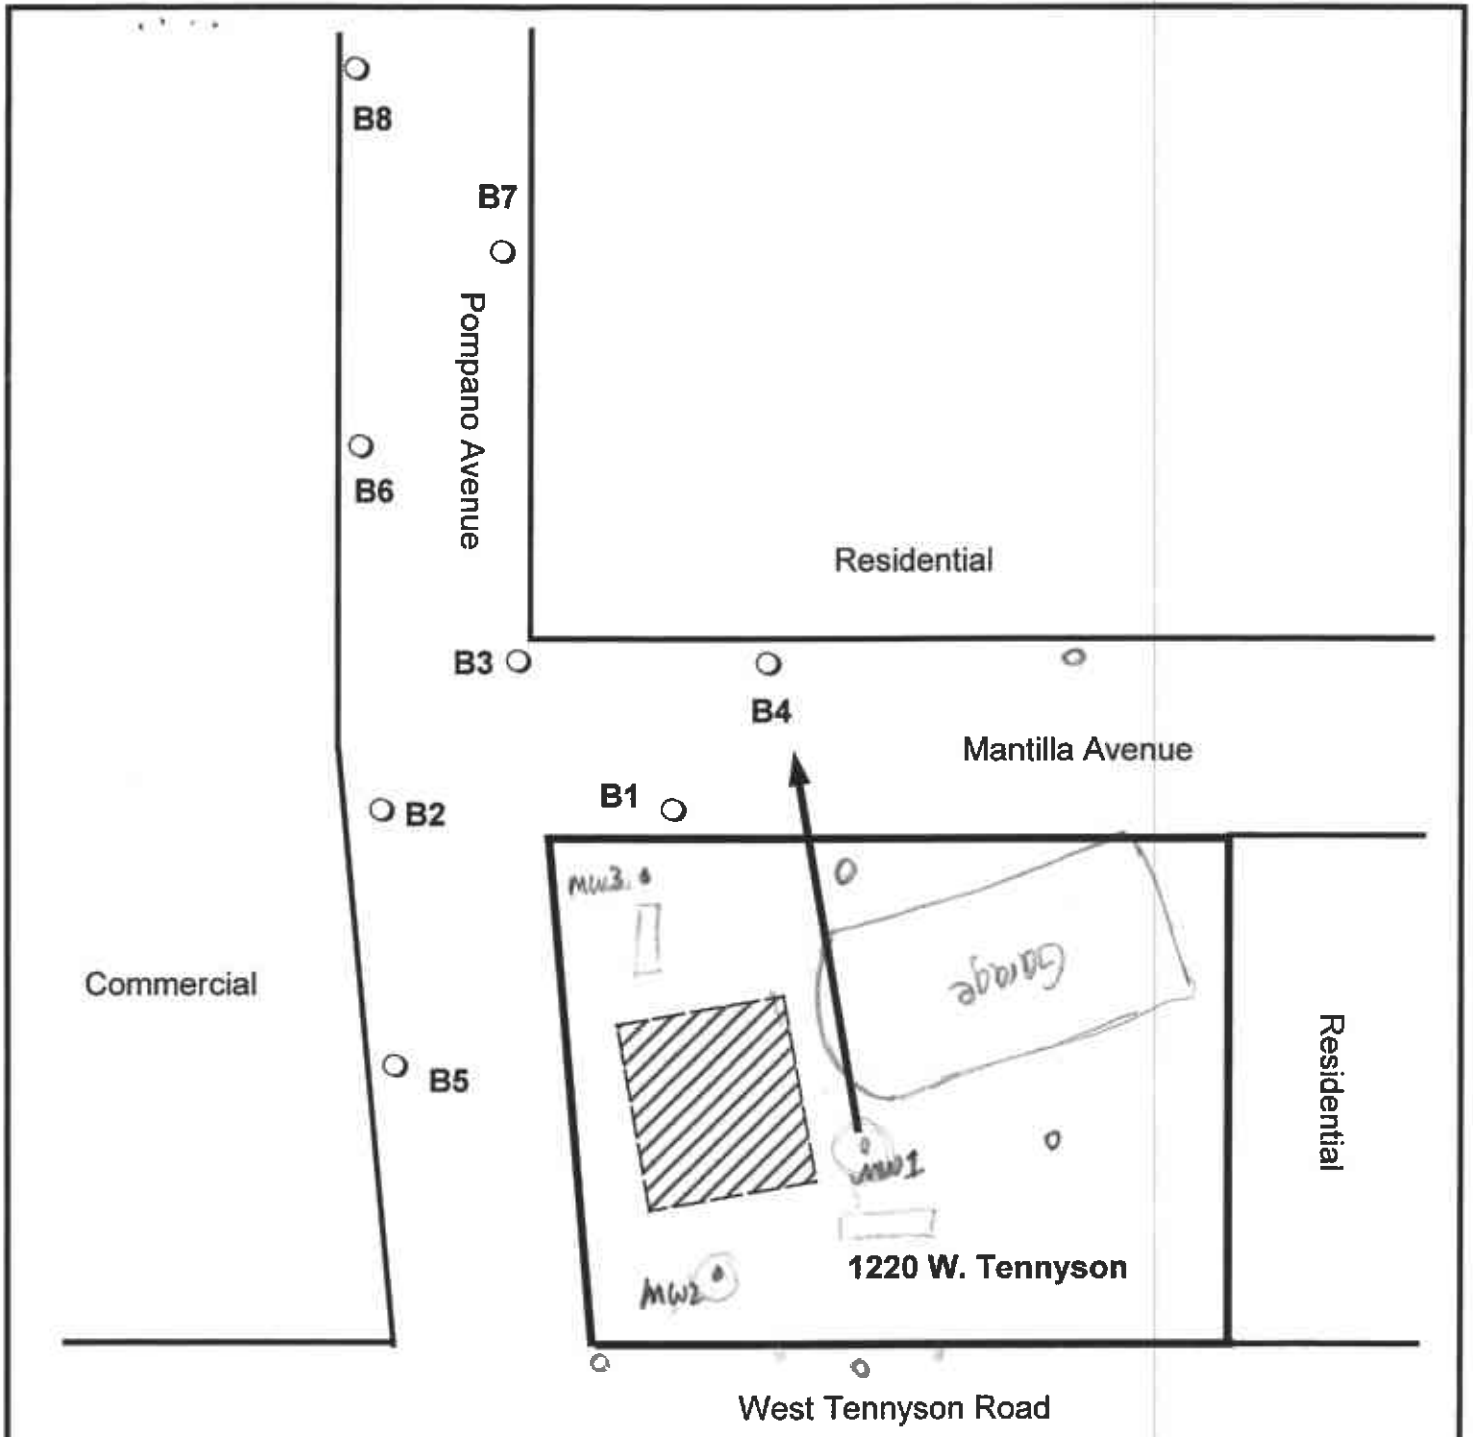 B8
B7
Pompano Avenue
B6
Residential
B3
B4
Mantilla Avenue
B1
B2
MW3.
Garage
Commercial
Residential
B5
MW1
1220 W. Tennyson
MW2
West Tennyson Road